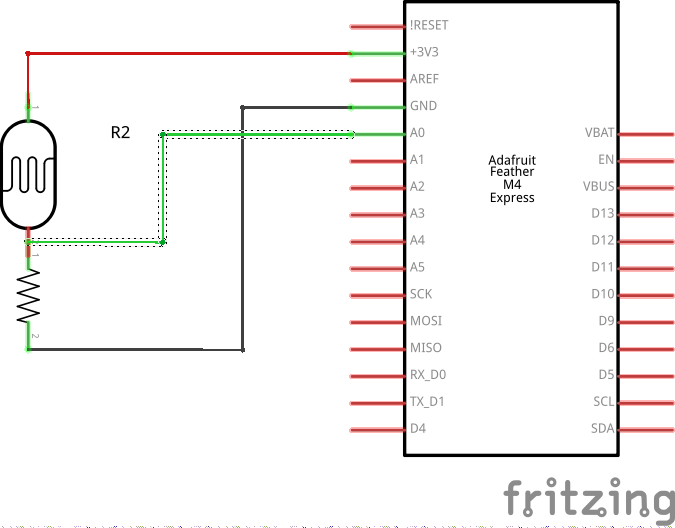 !RESET
+3V3
AREF
GND
A0
A1
A2
A3
A4
A5
SCK
MOSI
MISO
RX_D0
TX_D1
D4
R2
1
1
2
Adafruit
Feather
M4
Express
VBAT
EN
VBUS
D13
D12
D11
D10
D9
D6
D5
SCL
SDA
fritzing